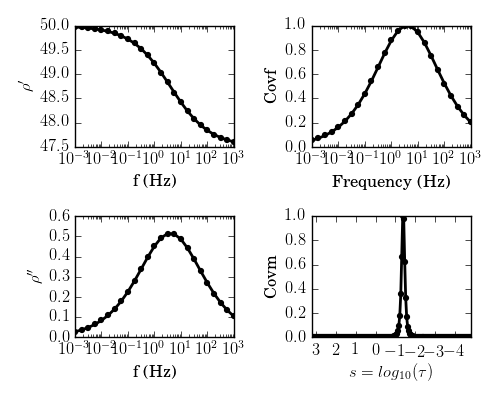 50.0
49.5
49.0
48.5
48.0
47.5
ρ′
10⁻³ 10⁻² 10⁻¹ 10⁰ 10¹ 10² 10³
f (Hz)
1.0
0.8
0.6
0.4
0.2
0.0
Covf
10⁻³ 10⁻² 10⁻¹ 10⁰ 10¹ 10² 10³
Frequency (Hz)
0.6
0.5
0.4
0.3
0.2
0.1
0.0
ρ″
10⁻³ 10⁻² 10⁻¹ 10⁰ 10¹ 10² 10³
f (Hz)
1.0
0.8
0.6
0.4
0.2
0.0
Covm
3 2 1 0 −1 −2 −3 −4
s = log₁₀(τ)